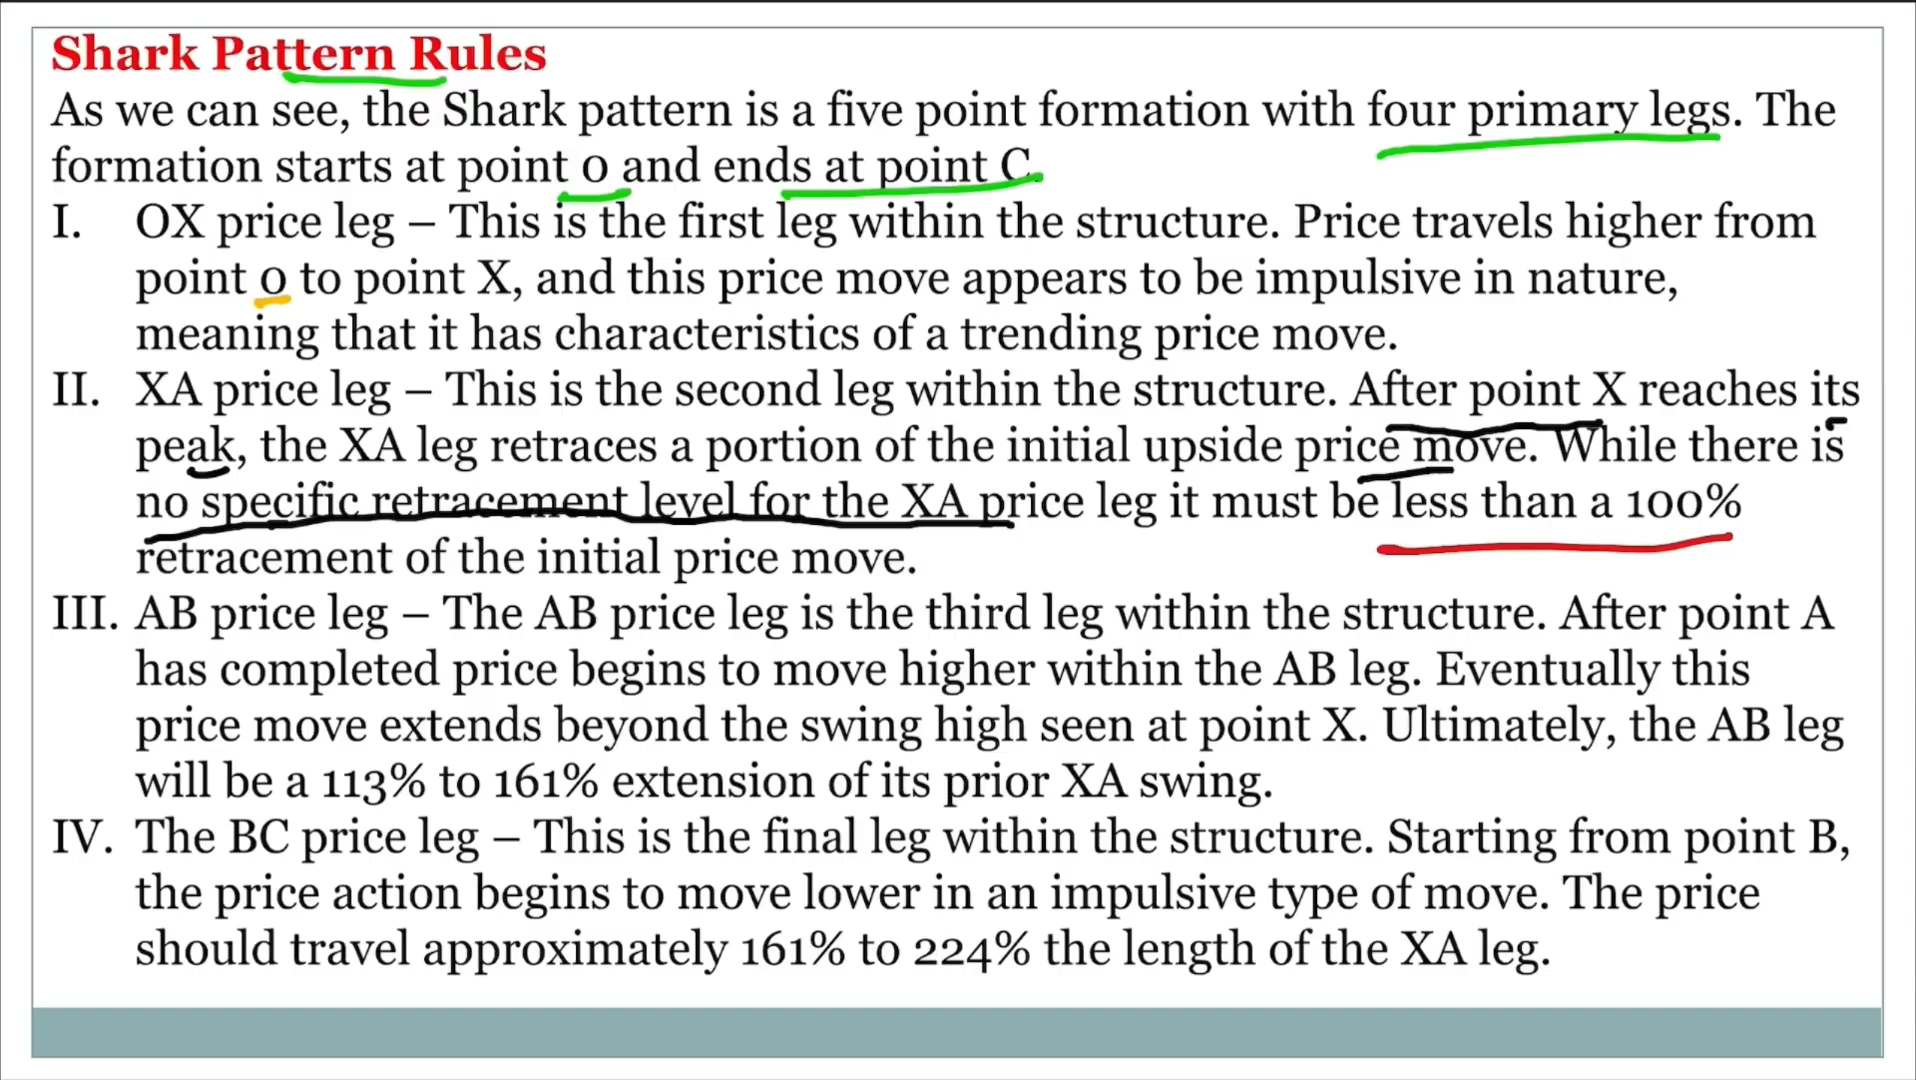 Shark Pattern Rules
As we can see, the Shark pattern is a five point formation with four primary legs. The
formation starts at point 0 and ends at point C.
I. OX price leg – This is the first leg within the structure. Price travels higher from
point 0 to point X, and this price move appears to be impulsive in nature,
meaning that it has characteristics of a trending price move.
II. XA price leg – This is the second leg within the structure. After point X reaches its
peak, the XA leg retraces a portion of the initial upside price move. While there is
no specific retracement level for the XA price leg it must be less than a 100%
retracement of the initial price move.
III. AB price leg – The AB price leg is the third leg within the structure. After point A
has completed price begins to move higher within the AB leg. Eventually this
price move extends beyond the swing high seen at point X. Ultimately, the AB leg
will be a 113% to 161% extension of its prior XA swing.
IV. The BC price leg – This is the final leg within the structure. Starting from point B,
the price action begins to move lower in an impulsive type of move. The price
should travel approximately 161% to 224% the length of the XA leg.